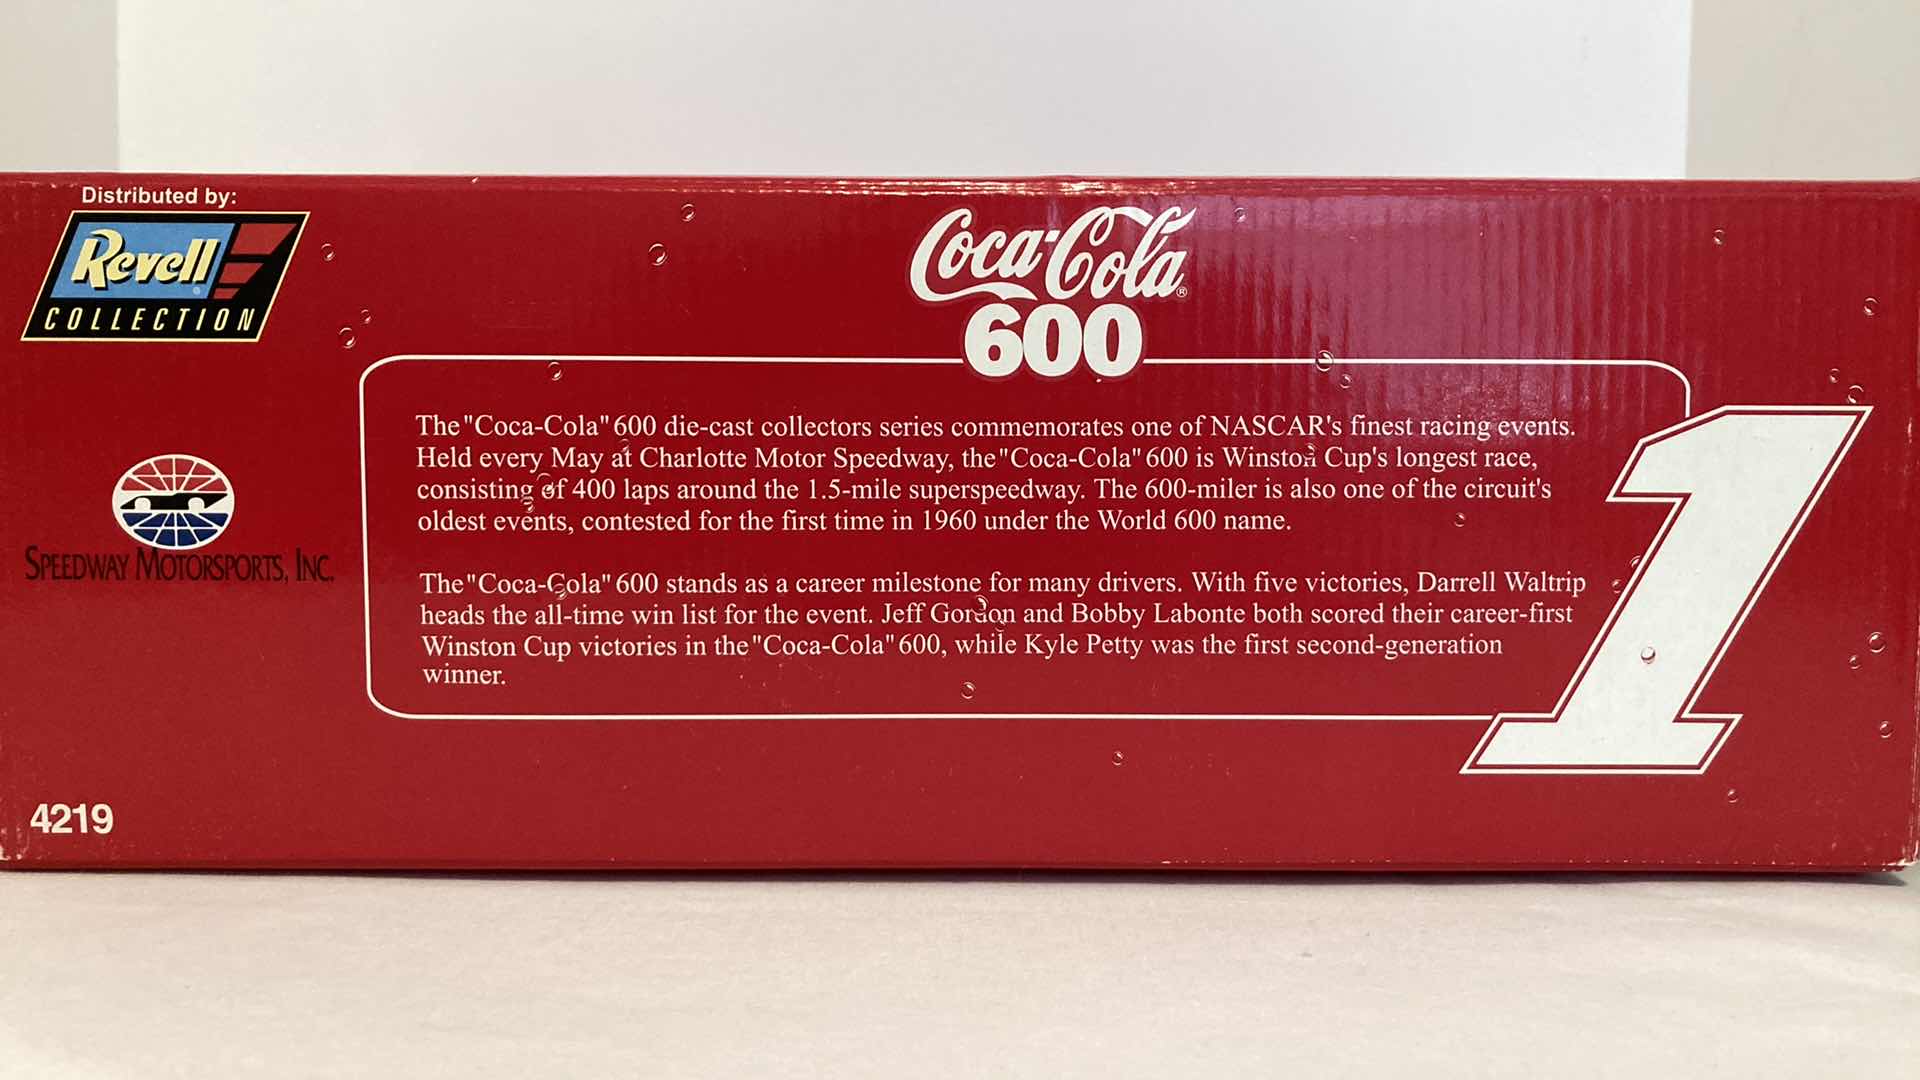 Distributed by:
Revell
COLLECTION
Coca-Cola®
600
The "Coca-Cola" 600 die-cast collectors series commemorates one of NASCAR's finest racing events.
Held every May at Charlotte Motor Speedway, the "Coca-Cola" 600 is Winston Cup's longest race,
consisting of 400 laps around the 1.5-mile superspeedway. The 600-miler is also one of the circuit's
oldest events, contested for the first time in 1960 under the World 600 name.
The "Coca-Cola" 600 stands as a career milestone for many drivers. With five victories, Darrell Waltrip
heads the all-time win list for the event. Jeff Gordon and Bobby Labonte both scored their career-first
Winston Cup victories in the "Coca-Cola" 600, while Kyle Petty was the first second-generation
winner.
1
SPEEDWAY MOTORSPORTS, INC.
4219